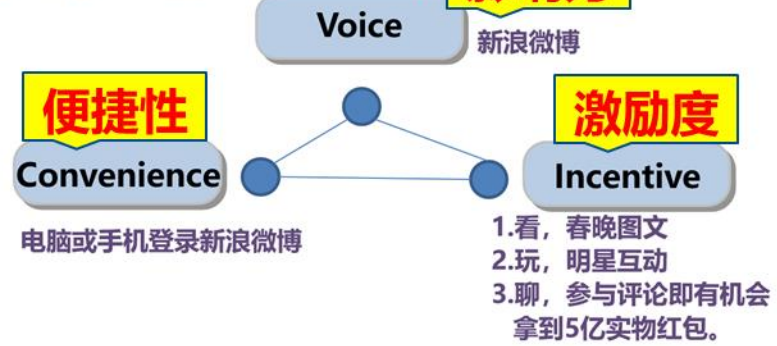 Voice
新浪微博
便捷性
激励度
Convenience
Incentive
电脑或手机登录新浪微博
1.看，春晚图文
2.玩，明星互动
3.聊，参与评论即有机会
拿到5亿实物红包。